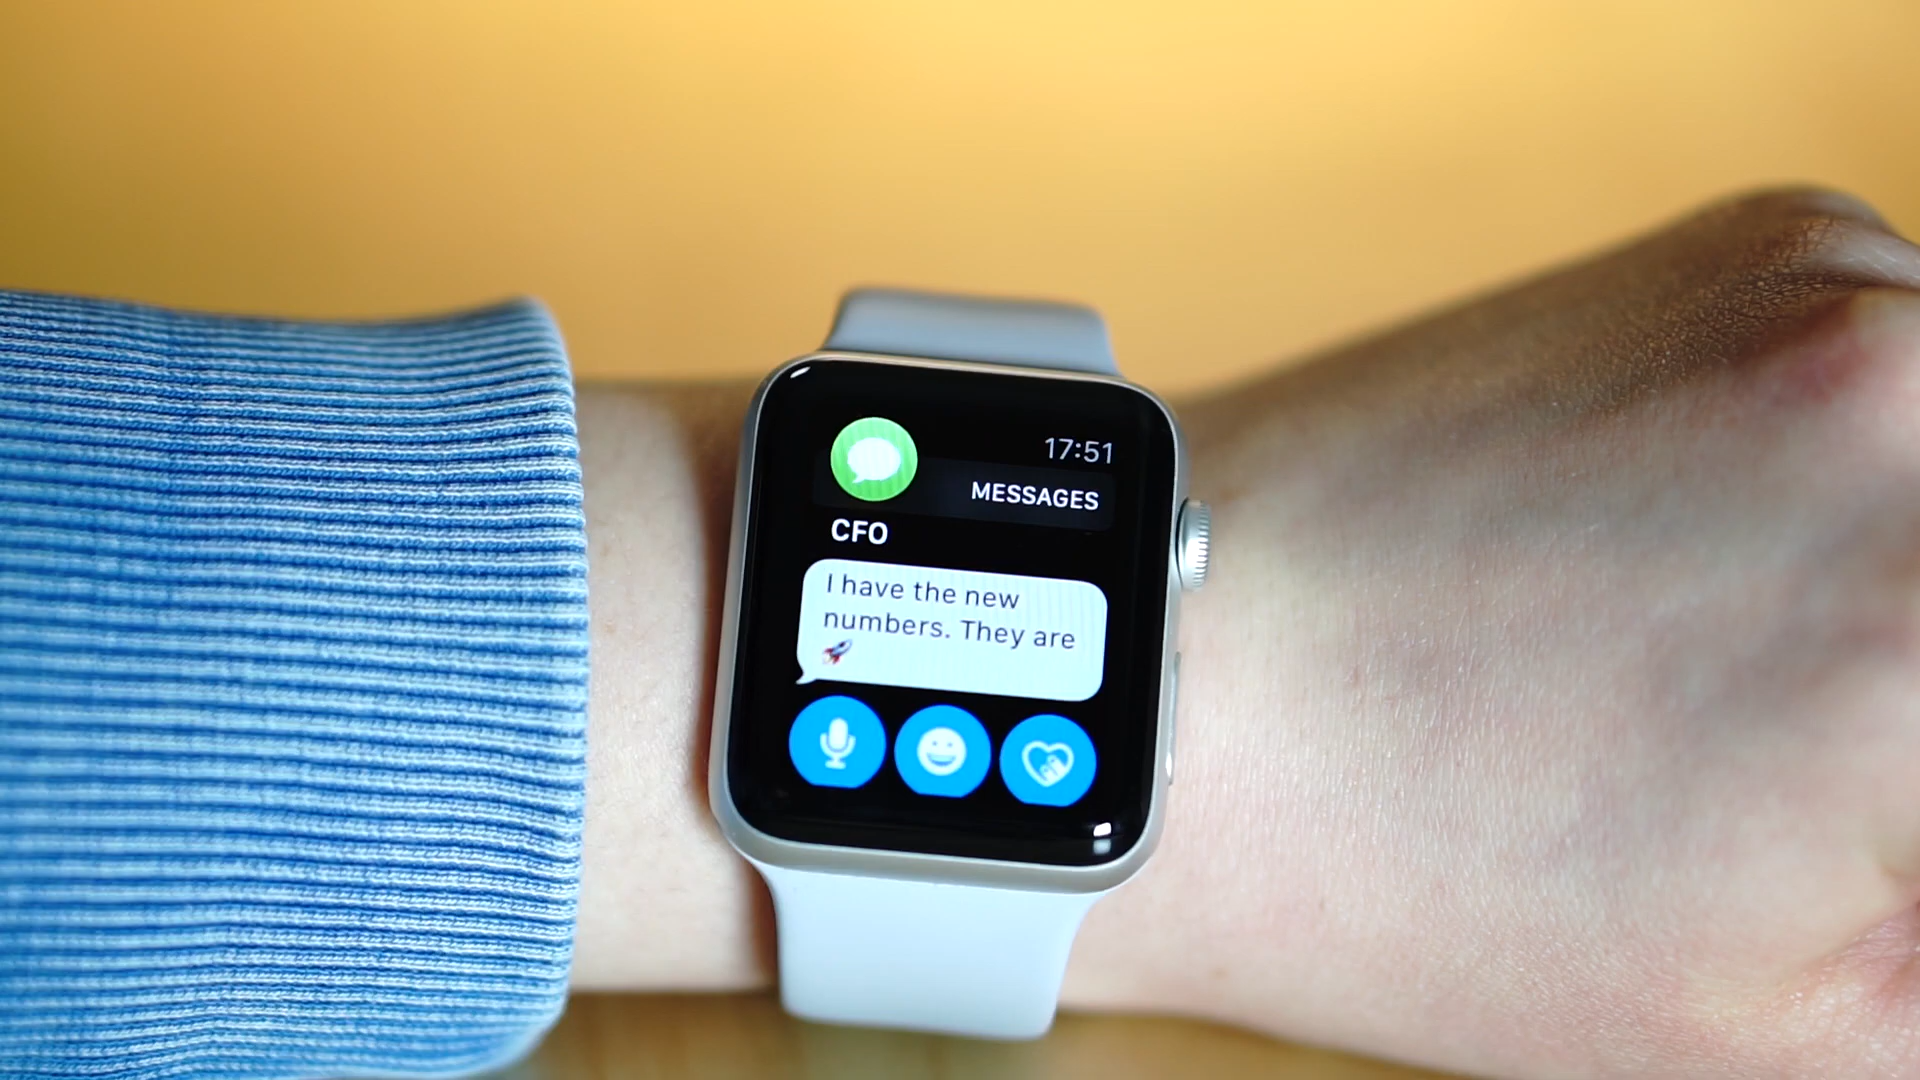 17:51
MESSAGES
CFO
I have the new
numbers. They are
🚀